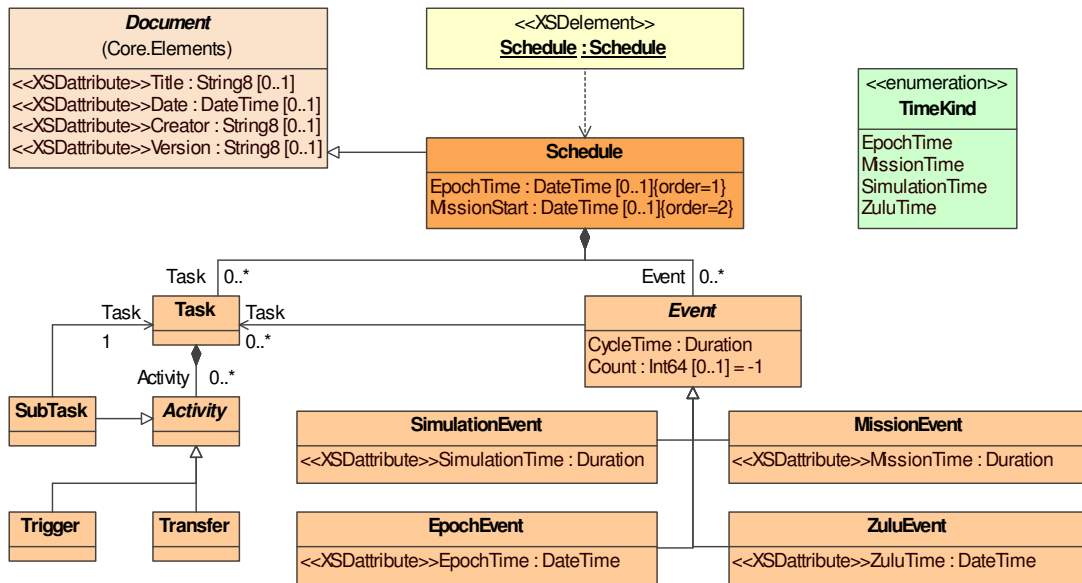 Document
(Core.Elements)
<<XSDattribute>>Title : String8 [0..1]
<<XSDattribute>>Date : DateTime [0..1]
<<XSDattribute>>Creator : String8 [0..1]
<<XSDattribute>>Version : String8 [0..1]
<<XSDelement>>
Schedule : Schedule
<<enumeration>>
TimeKind
EpochTime
MissionTime
SimulationTime
ZuluTime
Schedule
EpochTime : DateTime [0..1]{order=1}
MissionStart : DateTime [0..1]{order=2}
Task 0..*
Event 0..*
Task
1
Task
Task
0..*
Event
CycleTime : Duration
Count : Int64 [0..1] = -1
Activity 0..*
SubTask
Activity
Trigger
Transfer
SimulationEvent
<<XSDattribute>>SimulationTime : Duration
MissionEvent
<<XSDattribute>>MissionTime : Duration
EpochEvent
<<XSDattribute>>EpochTime : DateTime
ZuluEvent
<<XSDattribute>>ZuluTime : DateTime